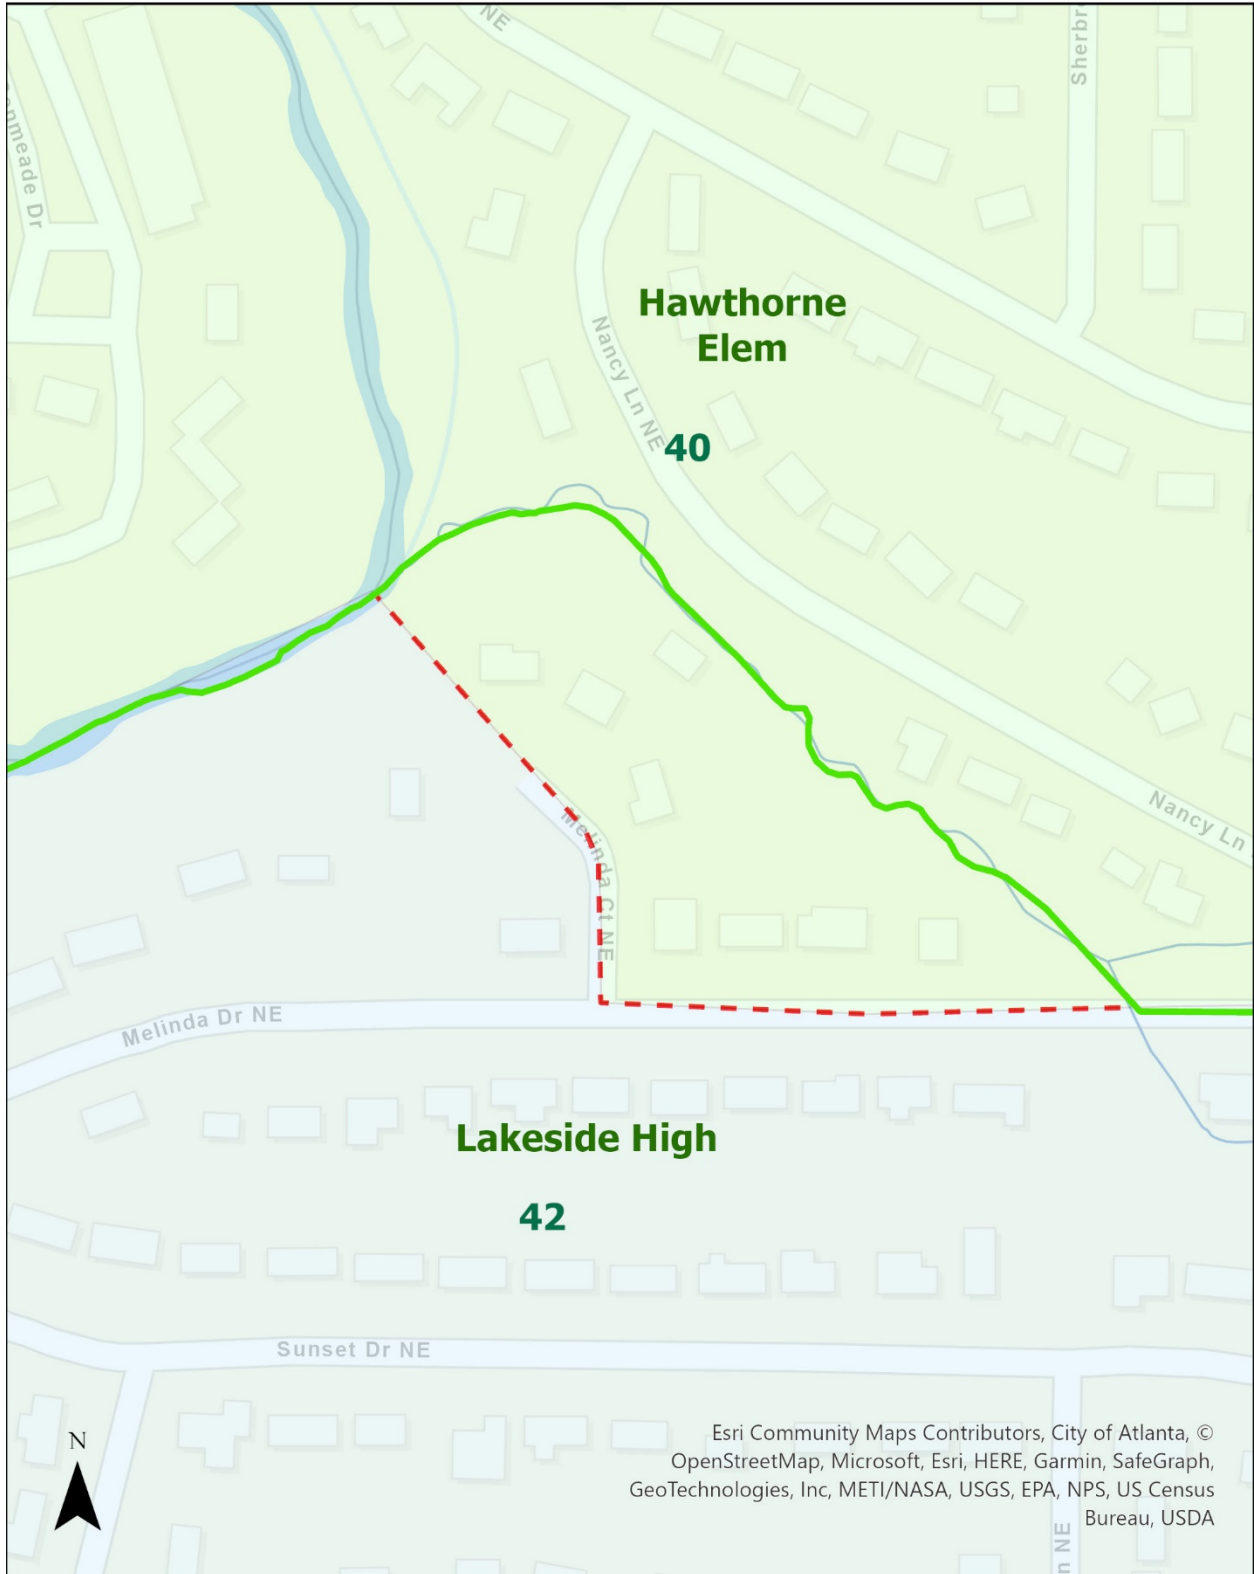 NE
Sherbr
onmeade Dr
Hawthorne
Elem
Nancy Ln NE
40
Nancy Ln
Melinda Ct NE
Melinda Dr NE
Lakeside High
42
Sunset Dr NE
N
Esri Community Maps Contributors, City of Atlanta, ©
OpenStreetMap, Microsoft, Esri, HERE, Garmin, SafeGraph,
GeoTechnologies, Inc, METI/NASA, USGS, EPA, NPS, US Census
Bureau, USDA
n NE